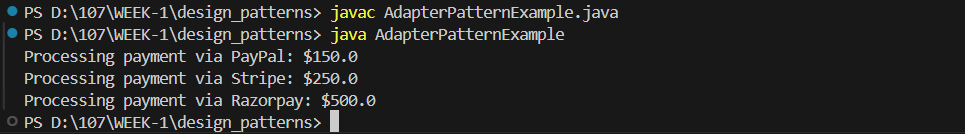 PS D:\107\WEEK-1\design_patterns> javac AdapterPatternExample.java
PS D:\107\WEEK-1\design_patterns> java AdapterPatternExample
Processing payment via PayPal: $150.0
Processing payment via Stripe: $250.0
Processing payment via Razorpay: $500.0
PS D:\107\WEEK-1\design_patterns>